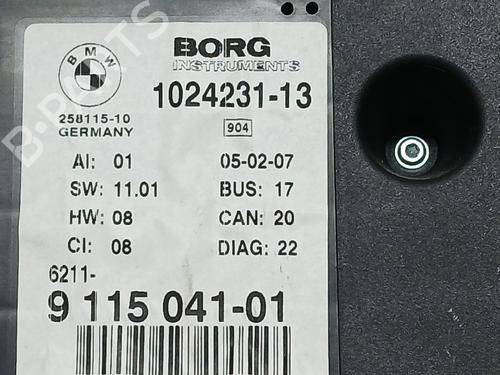 BMW
BORG
INSTRUMENTS
258115-10
GERMANY
1024231-13
904
AI: 01
05-02-07
SW: 11.01
BUS: 17
HW: 08
CAN: 20
CI: 08
DIAG: 22
6211-
9 115 041-01
B-PARTS